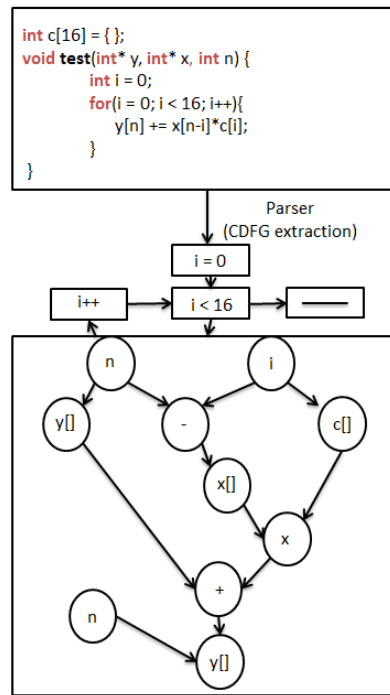 int c[16] = { };
void test(int* y, int* x, int n) {
int i = 0;
for(i = 0; i < 16; i++){
y[n] += x[n-i]*c[i];
}
}
Parser
(CDFG extraction)
i = 0
i++
i < 16
n
i
y[]
-
c[]
x[]
x
+
n
y[]